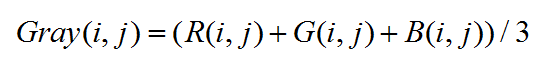 Gray(i, j) = (R(i, j) + G(i, j) + B(i, j)) / 3